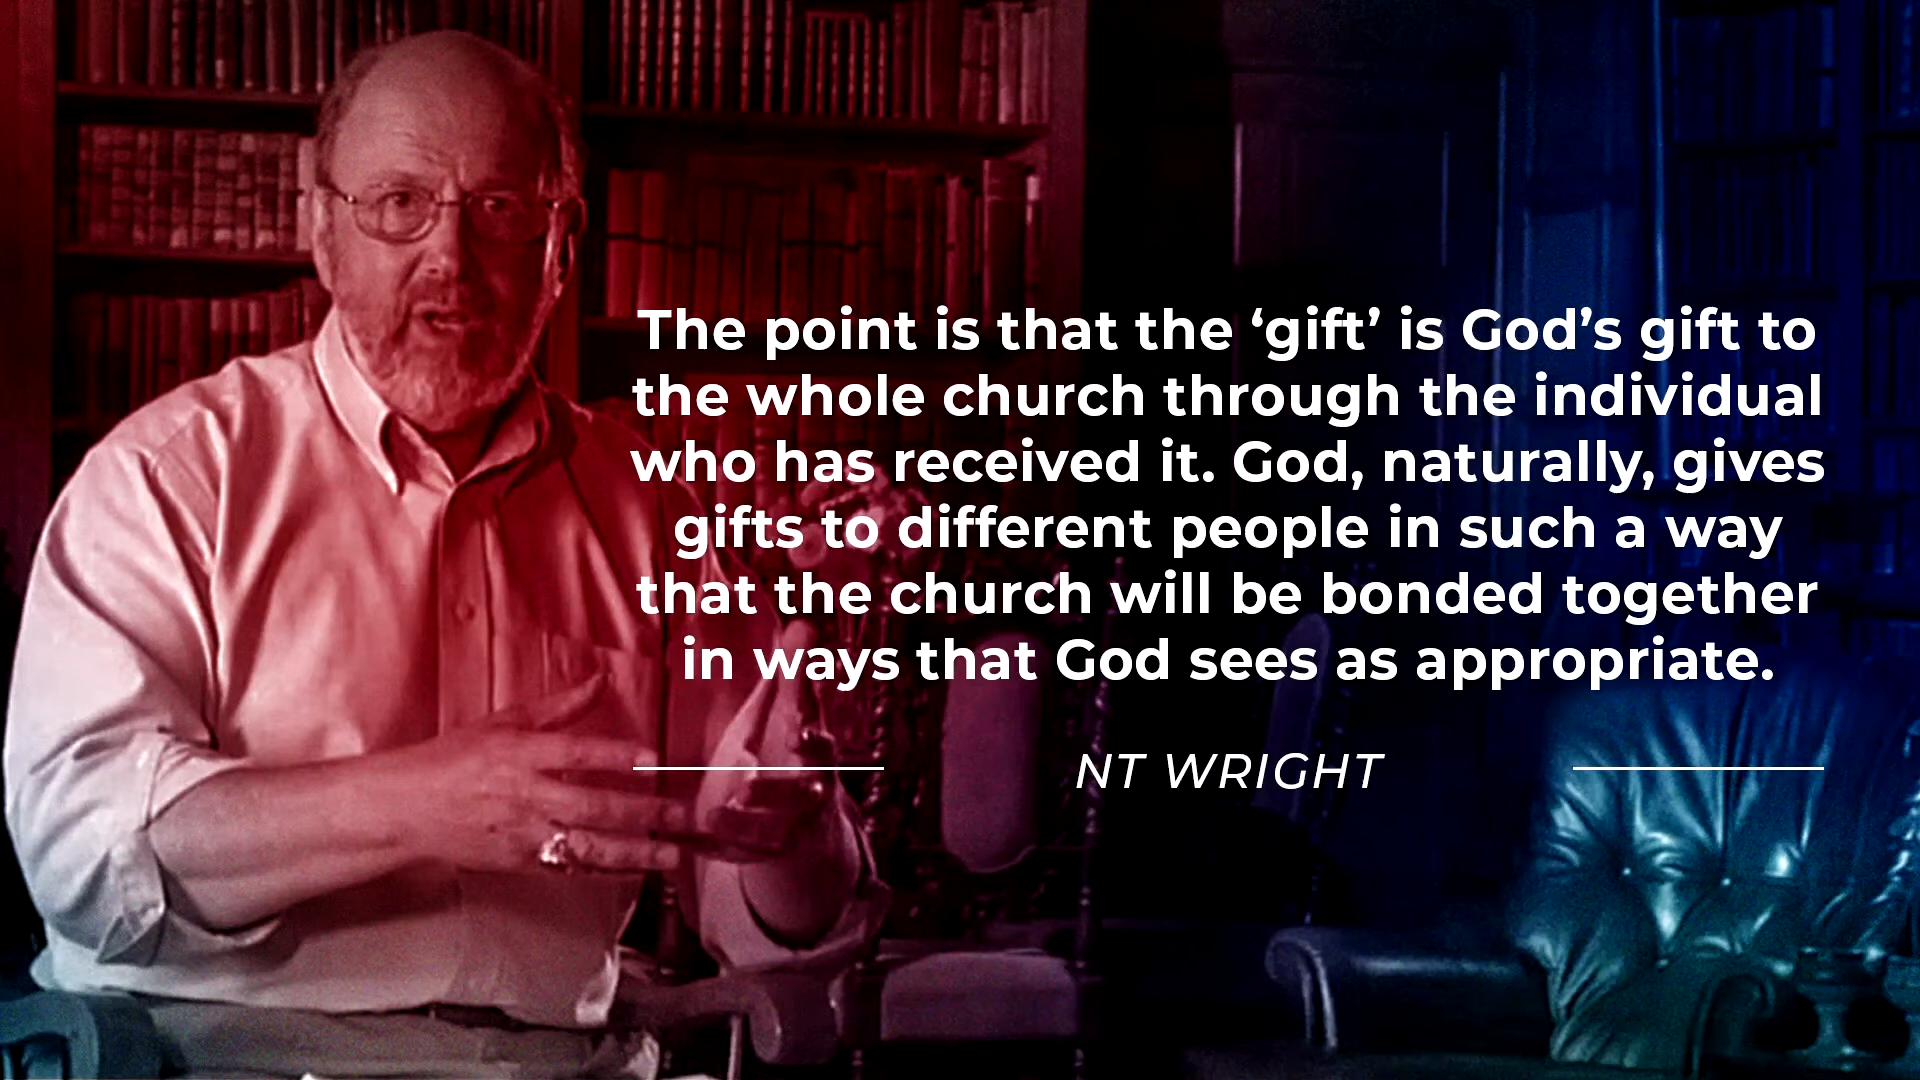 The point is that the ‘gift’ is God’s gift to
the whole church through the individual
who has received it. God, naturally, gives
gifts to different people in such a way
that the church will be bonded together
in ways that God sees as appropriate.
NT WRIGHT